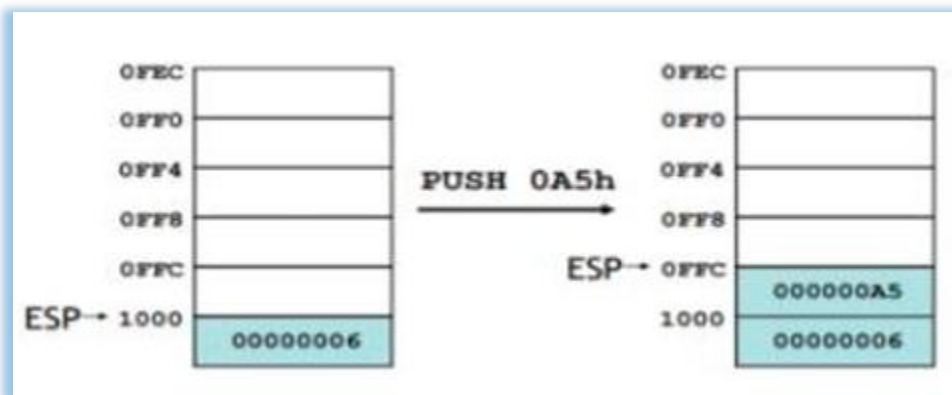 0FEC 0FEC
0FF0 0FF0
0FF4 0FF4
PUSH 0A5h
0FF8 0FF8
0FFC ESP→ 0FFC
000000A5
ESP→ 1000 1000
00000006 00000006